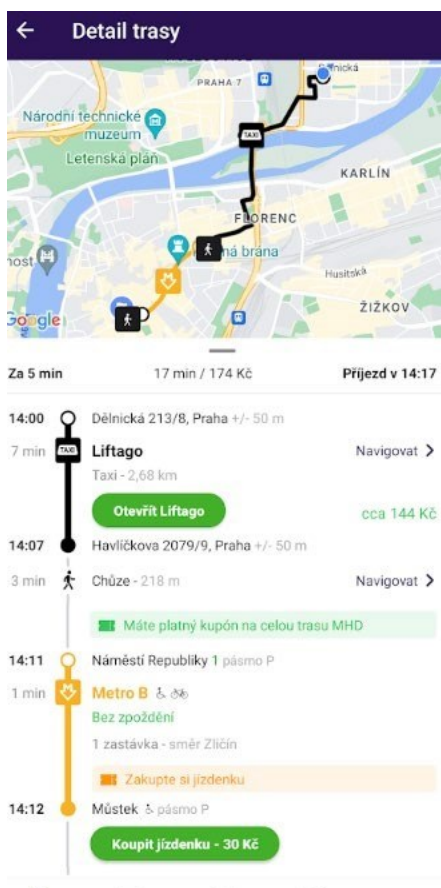 Detail trasy
PRAHA 7
Národní technické
muzeum
Letenská pláň
TAXI
KARLÍN
FLORENC
ná brána
Husitská
ŽIŽKOV
Google
Za 5 min 17 min / 174 Kč Příjezd v 14:17
14:00 Dělnická 213/8, Praha +/- 50 m
7 min TAXI Liftago Navigovat
Taxi - 2,68 km
Otevřít Liftago cca 144 Kč
14:07 Havlíčkova 2079/9, Praha +/- 50 m
3 min Chůze - 218 m Navigovat
Máte platný kupón na celou trasu MHD
14:11 Náměstí Republiky 1 pásmo P
1 min Metro B
Bez zpoždění
1 zastávka - směr Zličín
Zakupte si jízdenku
14:12 Můstek pásmo P
Koupit jízdenku - 30 Kč